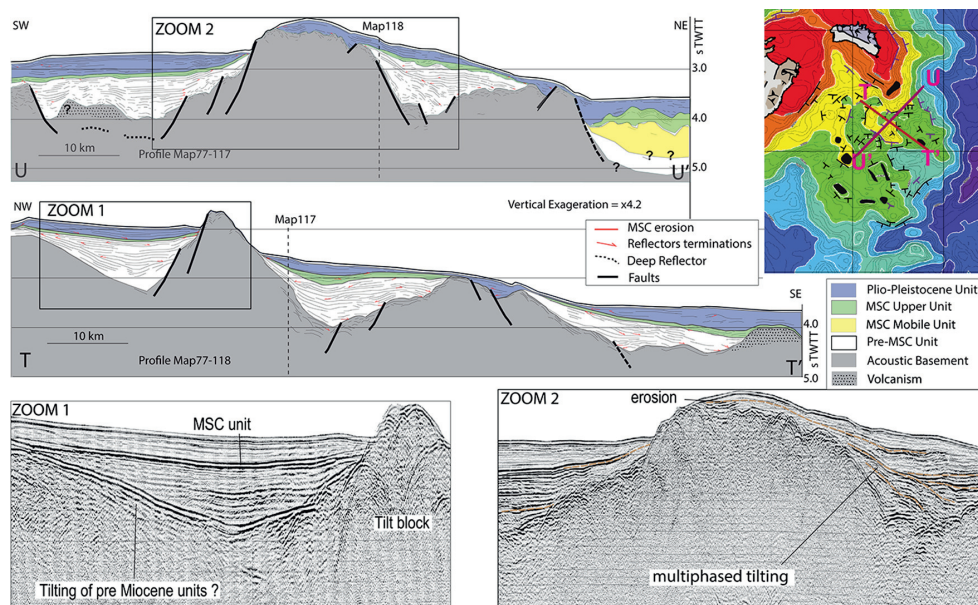 SW
ZOOM 2
Map118
NE
s TWTT
3.0
?
4.0
10 km
Profile Map77-117
? ?
?
5.0
U
U'
NW
ZOOM 1
Map117
Vertical Exageration = x4.2
MSC erosion
Reflectors terminations
Deep Reflector
Faults
T
U
U'
T'
Plio-Pleistocene Unit
MSC Upper Unit
MSC Mobile Unit
Pre-MSC Unit
Acoustic Basement
Volcanism
SE
4.0
s TWTT
5.0
10 km
Profile Map77-118
T
T'
ZOOM 1
MSC unit
Tilt block
Tilting of pre Miocene units ?
ZOOM 2
erosion
multiphased tilting